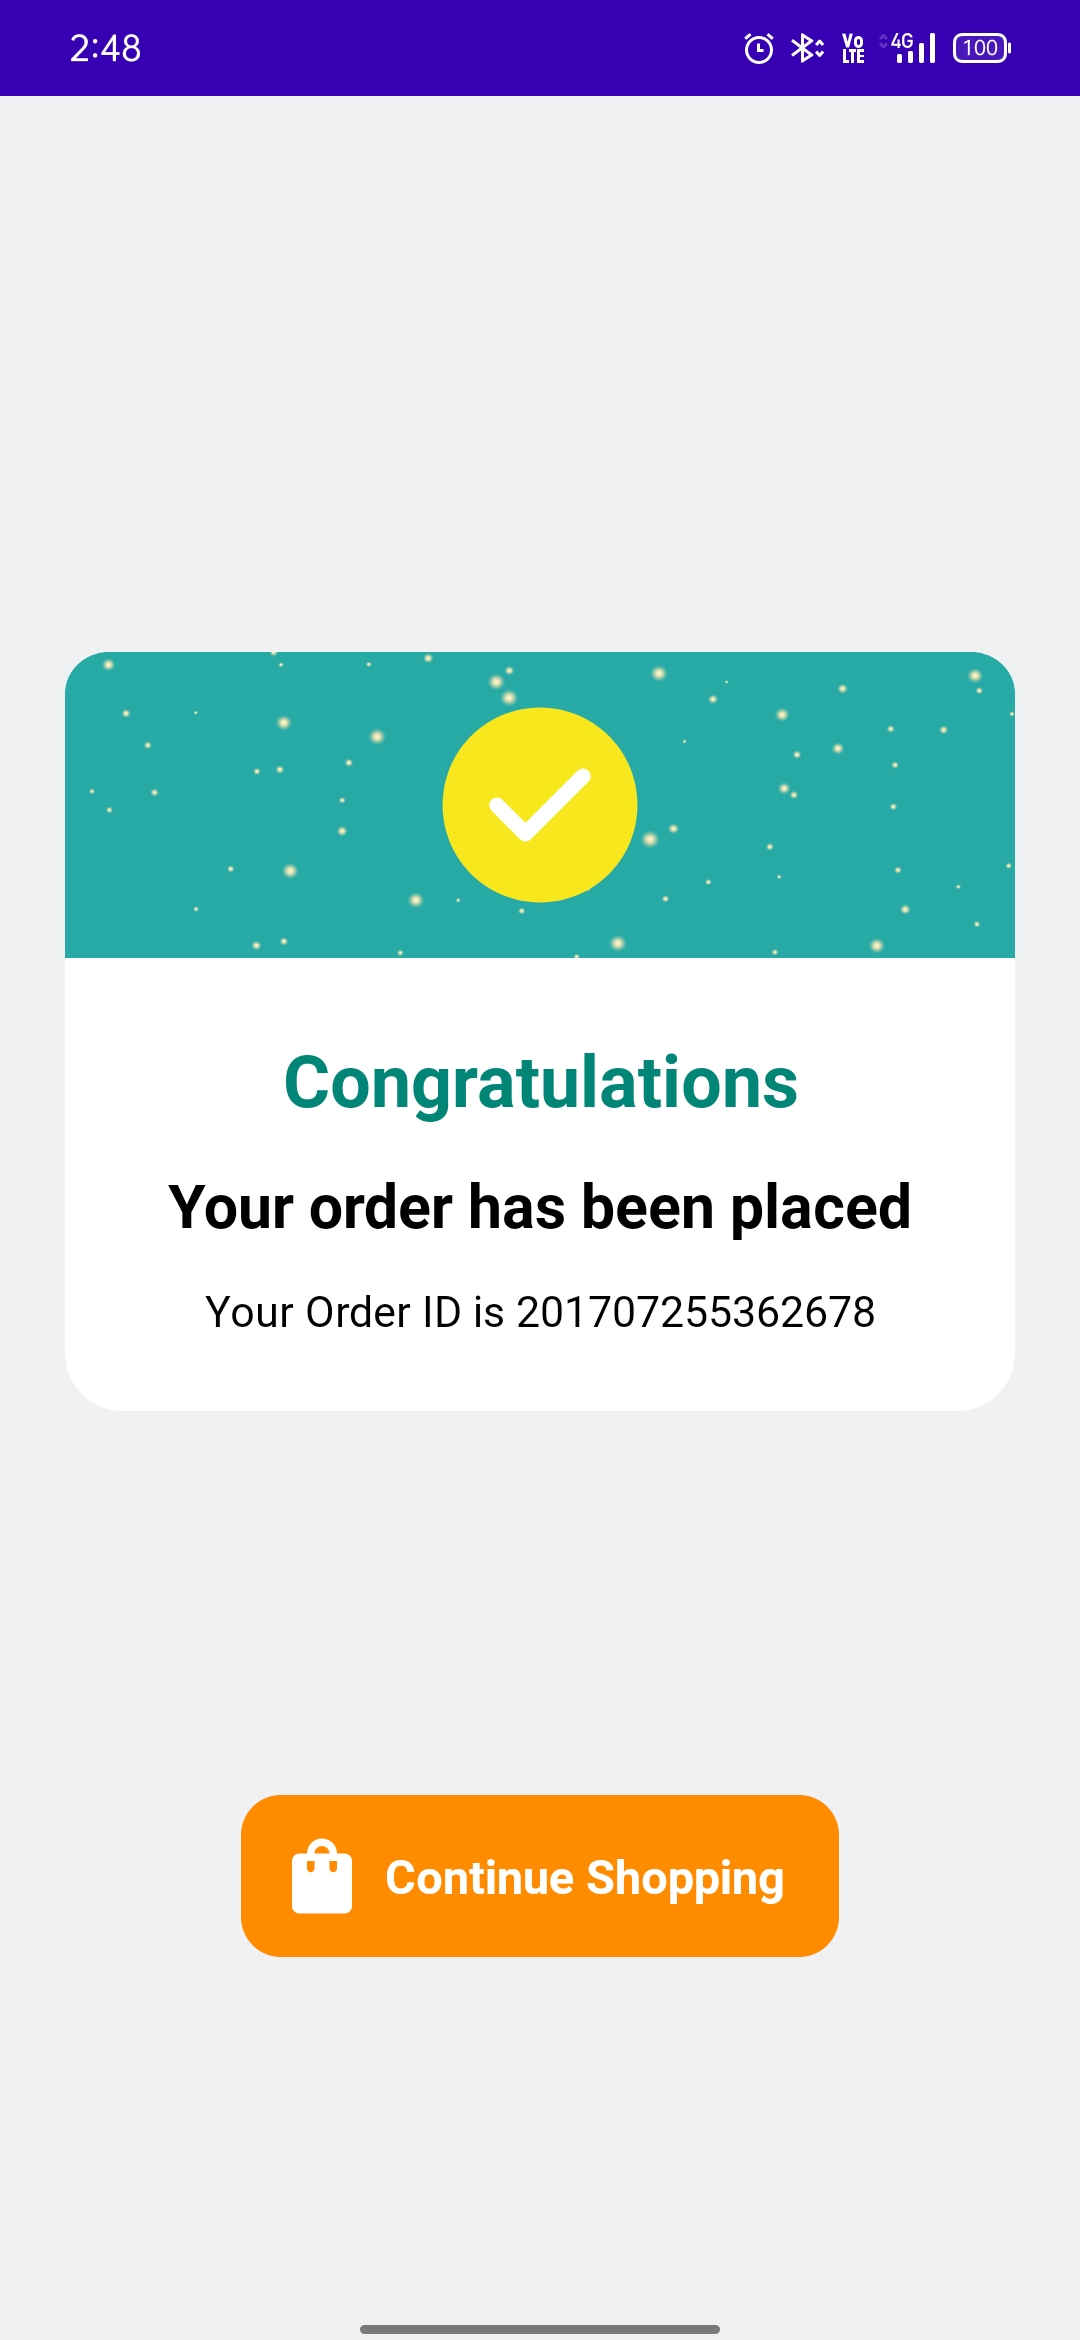 2:48
Vo LTE 4G 100
Congratulations
Your order has been placed
Your Order ID is 201707255362678
Continue Shopping